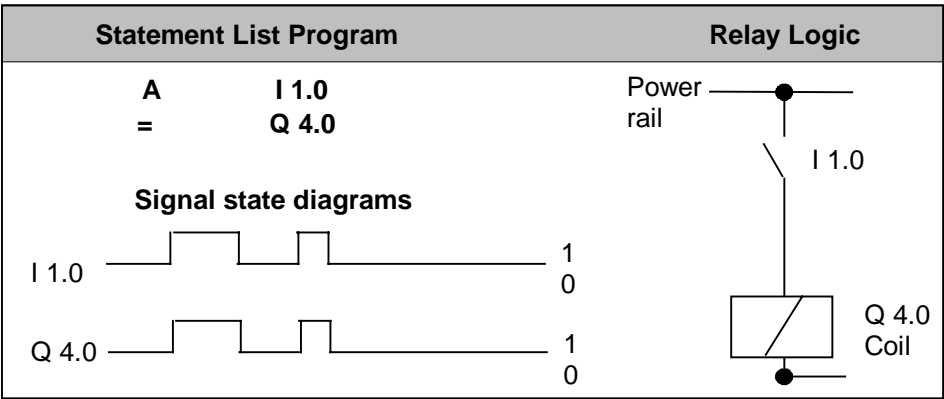 Statement List Program
Relay Logic
A I 1.0
= Q 4.0
Signal state diagrams
I 1.0
1
0
Q 4.0
1
0
Power
rail
I 1.0
Q 4.0
Coil